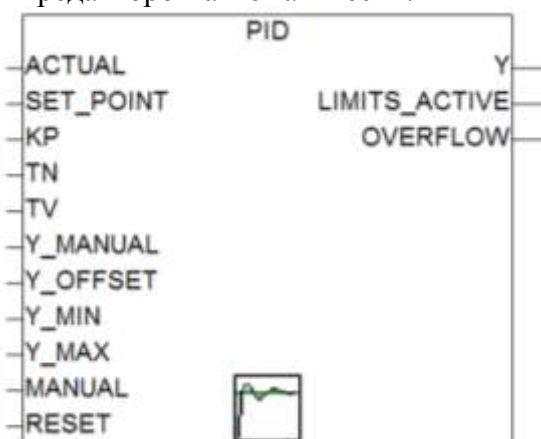 PID
ACTUAL Y
SET_POINT LIMITS_ACTIVE
KP OVERFLOW
TN
TV
Y_MANUAL
Y_OFFSET
Y_MIN
Y_MAX
MANUAL
RESET